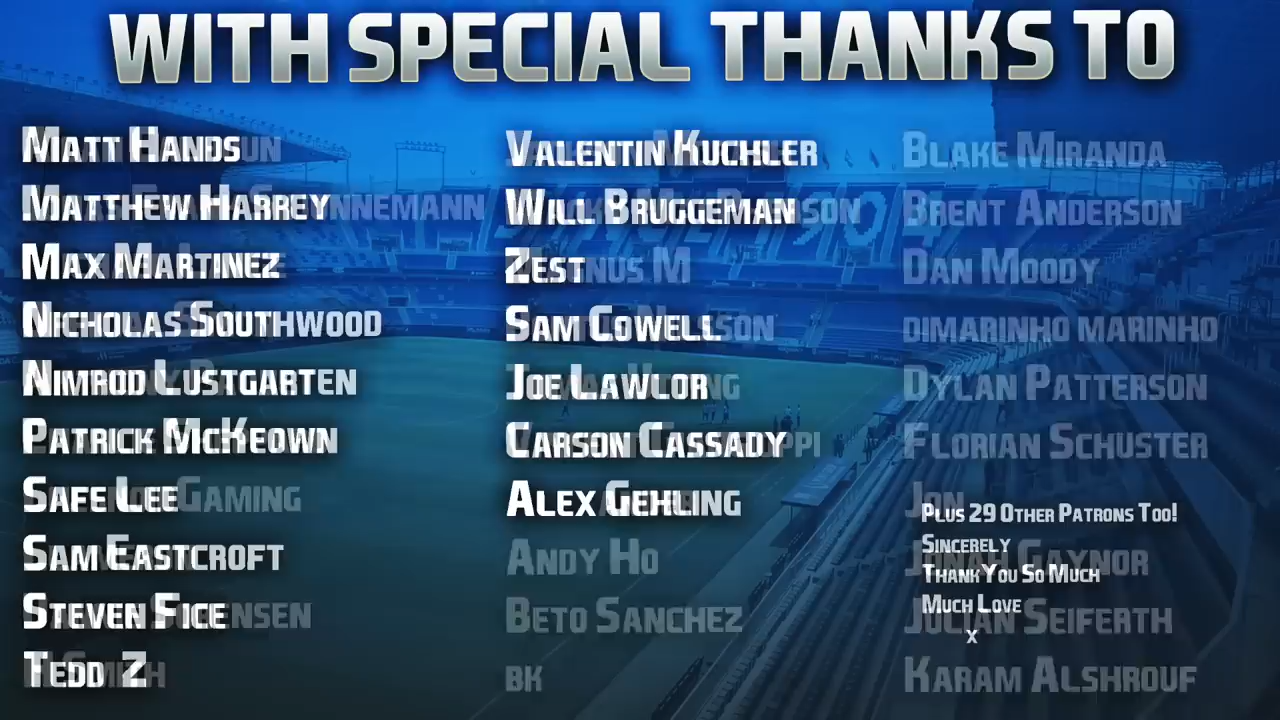 WITH SPECIAL THANKS TO
MATT HANDS
MATTHEW HARREY
MAX MARTINEZ
NICHOLAS SOUTHWOOD
NIMROD LUSTGARTEN
PATRICK MCKEOWN
SAFE LEE
SAM EASTCROFT
STEVEN FICE
TEDD Z
VALENTIN KUCHLER
WILL BRUGGEMAN
ZEST
SAM COWELL
JOE LAWLOR
CARSON CASSADY
ALEX GEHLING
ANDY HO
BETO SANCHEZ
BK
BLAKE MIRANDA
BRENT ANDERSON
DAN MOODY
DIMARINHO MARINHO
DYLAN PATTERSON
FLORIAN SCHUSTER
JON
PLUS 29 OTHER PATRONS TOO!
SINCERELY
JONAH GAYNOR
THANK YOU SO MUCH
MUCH LOVE
JULIAN SEIFERTH
X
KARAM ALSHROUF